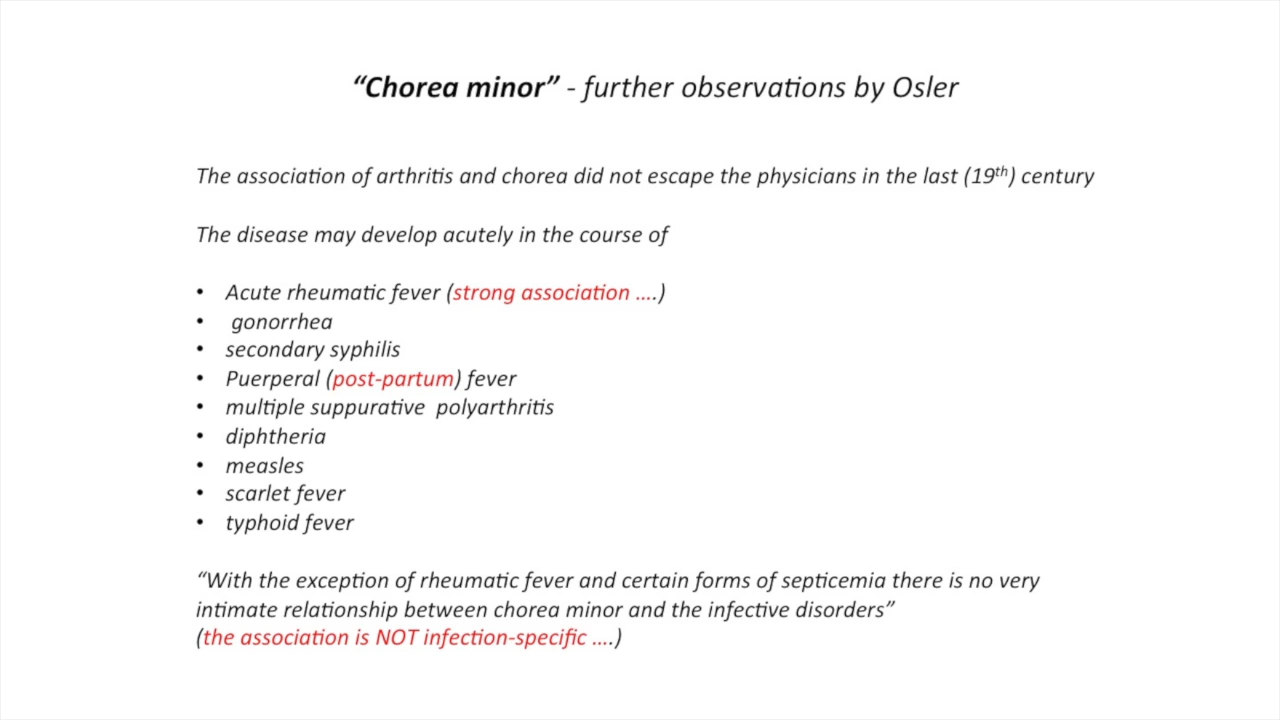 “Chorea minor” - further observations by Osler
The association of arthritis and chorea did not escape the physicians in the last (19th) century
The disease may develop acutely in the course of
• Acute rheumatic fever (strong association ….)
• gonorrhea
• secondary syphilis
• Puerperal (post-partum) fever
• multiple suppurative polyarthritis
• diphtheria
• measles
• scarlet fever
• typhoid fever
“With the exception of rheumatic fever and certain forms of septicemia there is no very
intimate relationship between chorea minor and the infective disorders”
(the association is NOT infection-specific ….)